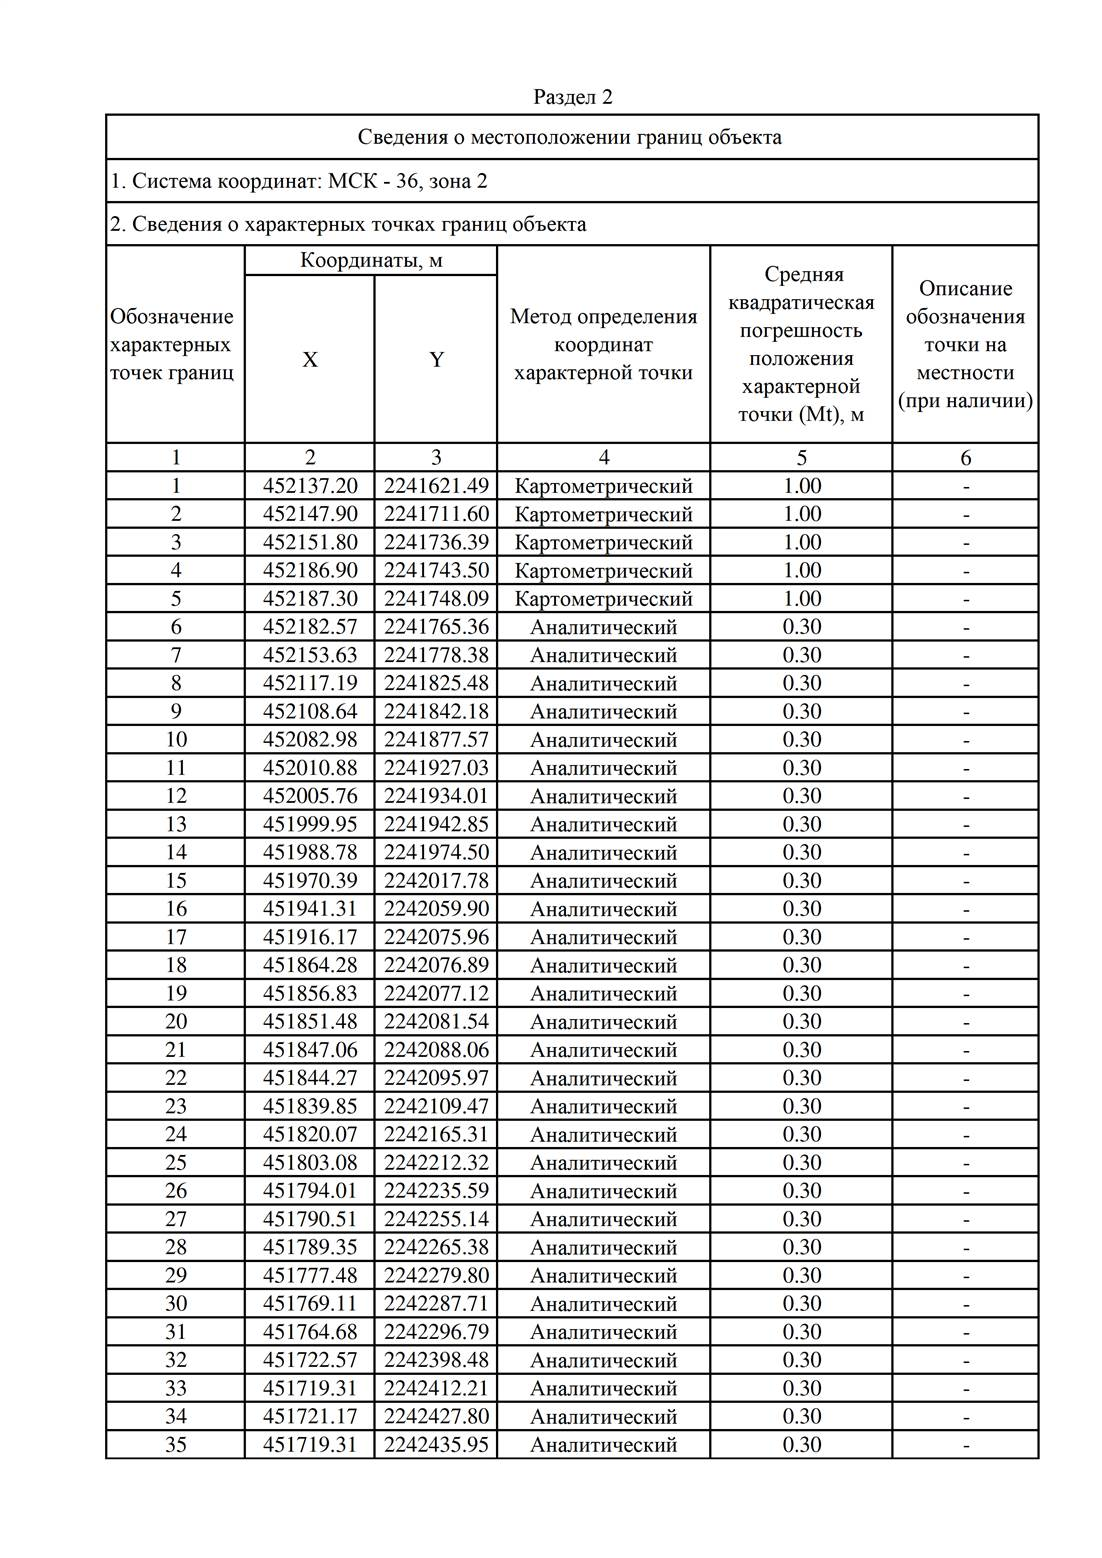 Раздел 2
Сведения о местоположении границ объекта
1. Система координат: МСК - 36, зона 2
2. Сведения о характерных точках границ объекта
Обозначение характерных точек границ
Координаты, м
X
Y
Метод определения координат характерной точки
Средняя квадратическая погрешность положения характерной точки (Mt), м
Описание обозначения точки на местности (при наличии)
1 2 3 4 5 6
1 452137.20 2241621.49 Картометрический 1.00 -
2 452147.90 2241711.60 Картометрический 1.00 -
3 452151.80 2241736.39 Картометрический 1.00 -
4 452186.90 2241743.50 Картометрический 1.00 -
5 452187.30 2241748.09 Картометрический 1.00 -
6 452182.57 2241765.36 Аналитический 0.30 -
7 452153.63 2241778.38 Аналитический 0.30 -
8 452117.19 2241825.48 Аналитический 0.30 -
9 452108.64 2241842.18 Аналитический 0.30 -
10 452082.98 2241877.57 Аналитический 0.30 -
11 452010.88 2241927.03 Аналитический 0.30 -
12 452005.76 2241934.01 Аналитический 0.30 -
13 451999.95 2241942.85 Аналитический 0.30 -
14 451988.78 2241974.50 Аналитический 0.30 -
15 451970.39 2242017.78 Аналитический 0.30 -
16 451941.31 2242059.90 Аналитический 0.30 -
17 451916.17 2242075.96 Аналитический 0.30 -
18 451864.28 2242076.89 Аналитический 0.30 -
19 451856.83 2242077.12 Аналитический 0.30 -
20 451851.48 2242081.54 Аналитический 0.30 -
21 451847.06 2242088.06 Аналитический 0.30 -
22 451844.27 2242095.97 Аналитический 0.30 -
23 451839.85 2242109.47 Аналитический 0.30 -
24 451820.07 2242165.31 Аналитический 0.30 -
25 451803.08 2242212.32 Аналитический 0.30 -
26 451794.01 2242235.59 Аналитический 0.30 -
27 451790.51 2242255.14 Аналитический 0.30 -
28 451789.35 2242265.38 Аналитический 0.30 -
29 451777.48 2242279.80 Аналитический 0.30 -
30 451769.11 2242287.71 Аналитический 0.30 -
31 451764.68 2242296.79 Аналитический 0.30 -
32 451722.57 2242398.48 Аналитический 0.30 -
33 451719.31 2242412.21 Аналитический 0.30 -
34 451721.17 2242427.80 Аналитический 0.30 -
35 451719.31 2242435.95 Аналитический 0.30 -